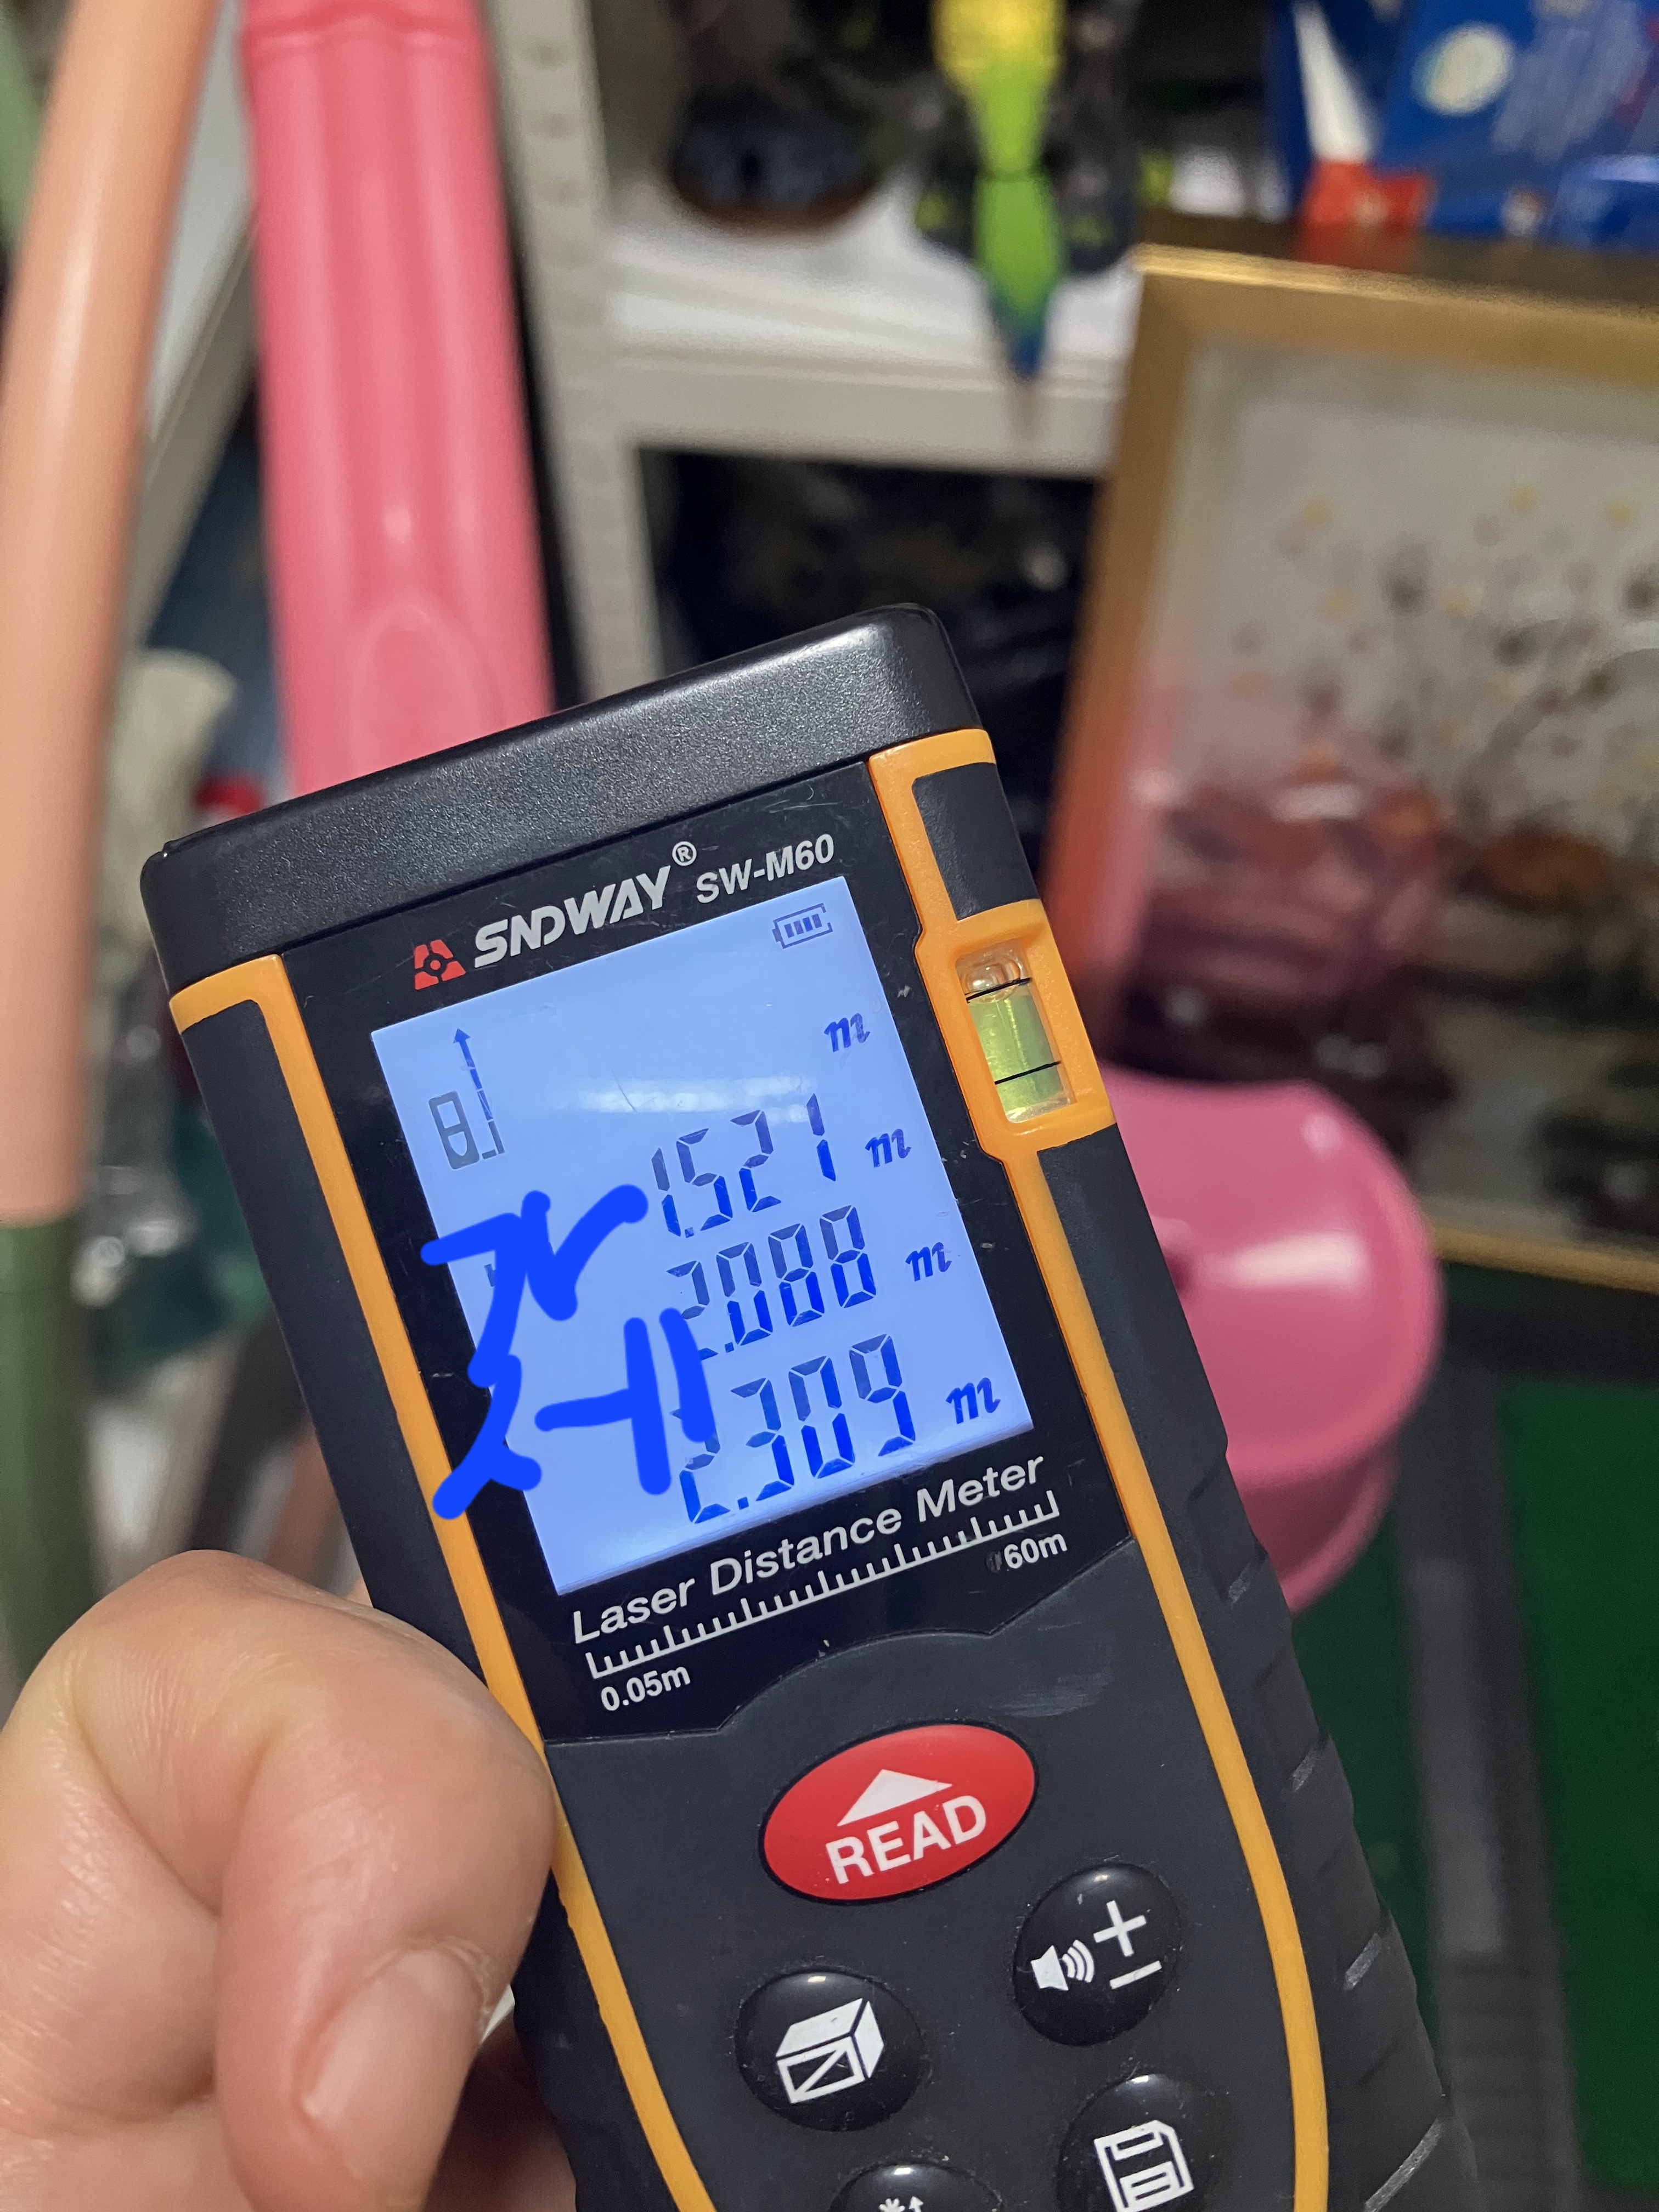 SNDWAY® SW-M60
m
1.521 m
2.088 m
2.309 m
Laser Distance Meter
0.05m 60m
READ